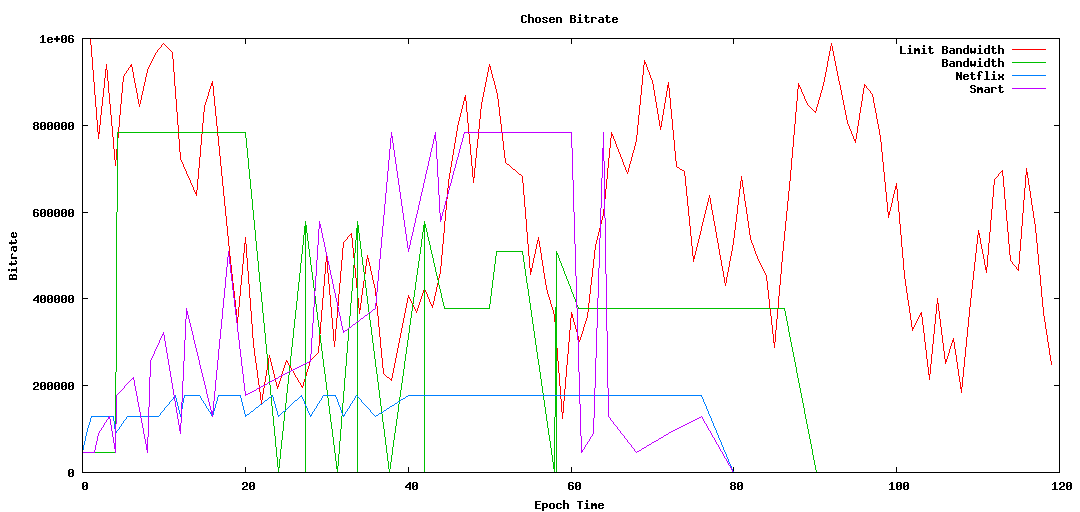 Chosen Bitrate
1e+06
800000
600000
400000
200000
0
Bitrate
Limit Bandwidth
Bandwidth
Netflix
Smart
0 20 40 60 80 100 120
Epoch Time